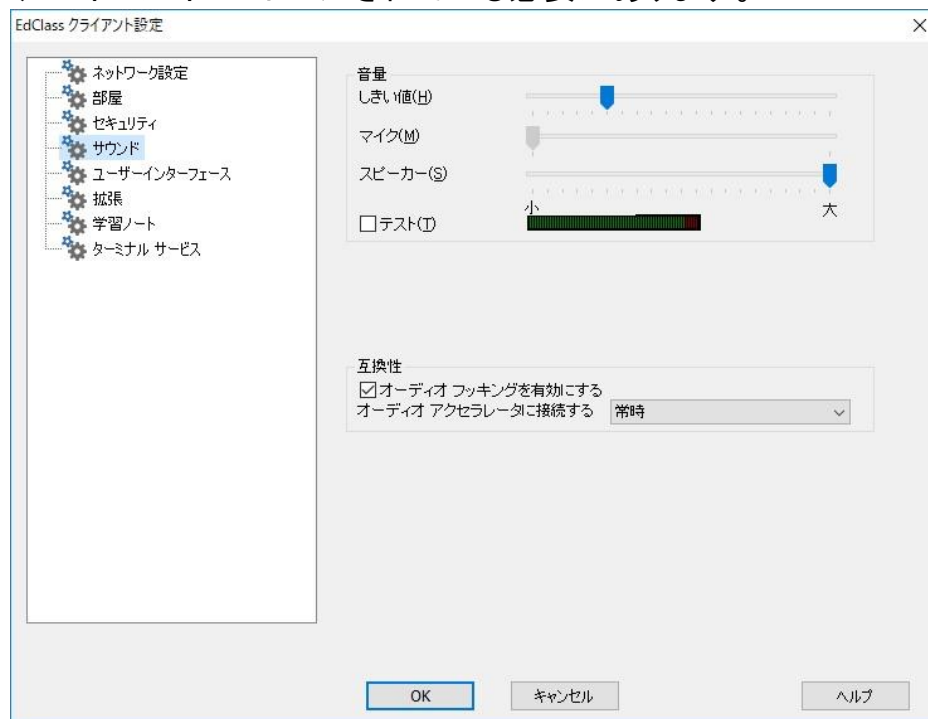 EdClass クライアント設定
ネットワーク設定
部屋
セキュリティ
サウンド
ユーザーインターフェース
拡張
学習ノート
ターミナル サービス
音量
しきい値(H)
マイク(M)
スピーカー(S)
小
大
テスト(T)
互換性
オーディオ フッキングを有効にする
オーディオ アクセラレータに接続する 常時
OK
キャンセル
ヘルプ